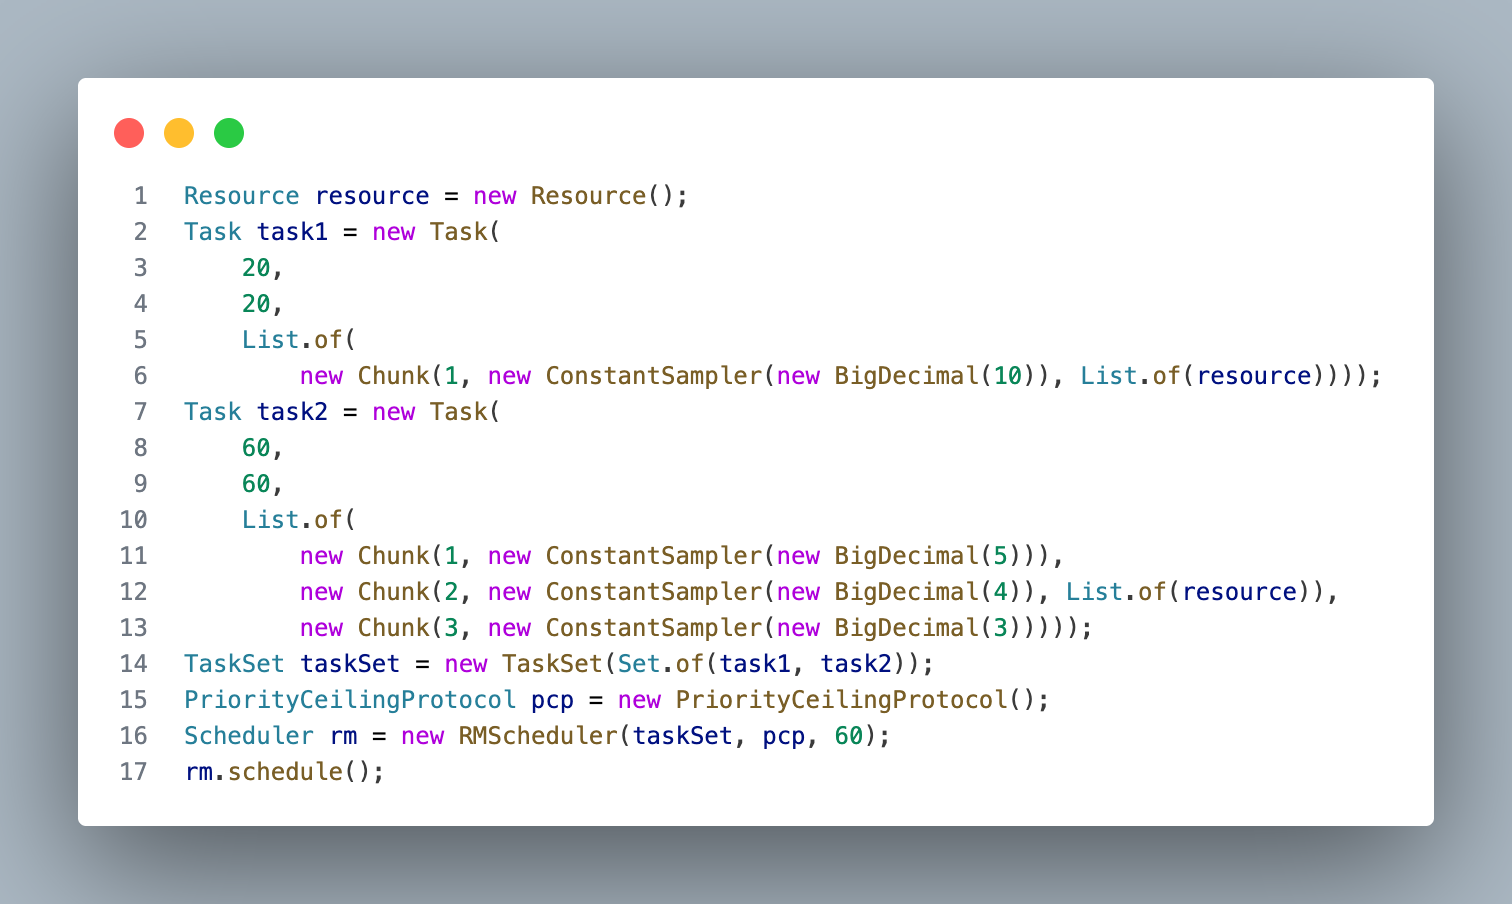 1 Resource resource = new Resource();
2 Task task1 = new Task(
3     20,
4     20,
5     List.of(
6         new Chunk(1, new ConstantSampler(new BigDecimal(10)), List.of(resource))));
7 Task task2 = new Task(
8     60,
9     60,
10     List.of(
11         new Chunk(1, new ConstantSampler(new BigDecimal(5))),
12         new Chunk(2, new ConstantSampler(new BigDecimal(4)), List.of(resource)),
13         new Chunk(3, new ConstantSampler(new BigDecimal(3)))));
14 TaskSet taskSet = new TaskSet(Set.of(task1, task2));
15 PriorityCeilingProtocol pcp = new PriorityCeilingProtocol();
16 Scheduler rm = new RMScheduler(taskSet, pcp, 60);
17 rm.schedule();